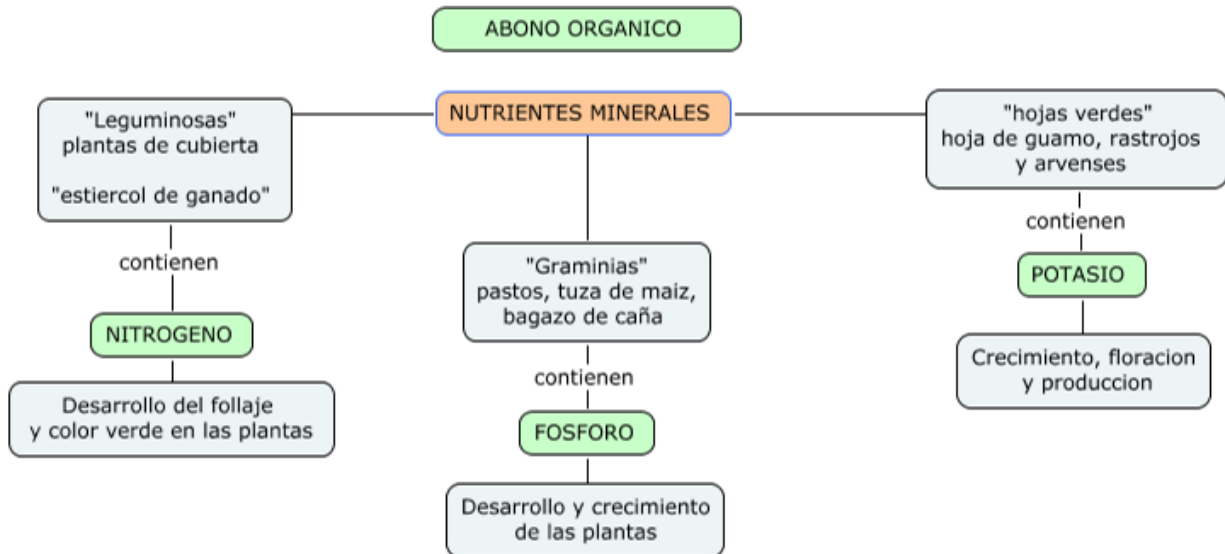 ABONO ORGANICO
NUTRIENTES MINERALES
"Leguminosas"
plantas de cubierta
"estiercol de ganado"
contienen
NITROGENO
Desarrollo del follaje
y color verde en las plantas
"Graminias"
pastos, tuza de maiz,
bagazo de caña
contienen
FOSFORO
Desarrollo y crecimiento
de las plantas
"hojas verdes"
hoja de guamo, rastrojos
y arvenses
contienen
POTASIO
Crecimiento, floracion
y produccion